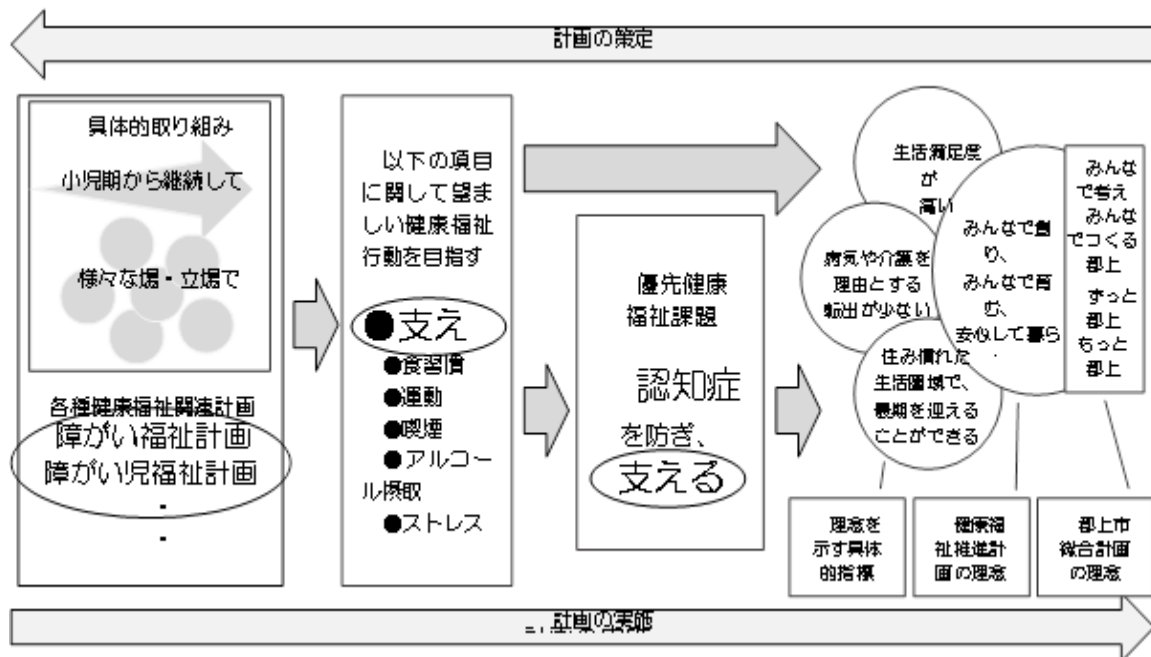 計画の策定
具体的取り組み
小児期から継続して
様々な場・立場で
各種健康福祉関連計画
障がい福祉計画
障がい児福祉計画
・
・
以下の項目
に関して望ま
しい健康福祉
行動を目指す
●支え
●食習慣
●運動
●喫煙
●アルコー
ル摂取
●ストレス
優先健康
福祉課題
認知症
を防ぎ、
支える
生活満足度
が
高い
病気や介護を
理由とする
転出が少ない
住み慣れた
生活圏域で、
最期を迎える
ことができる
みんなで創
り、
みんなで育
む、
安心して暮ら
みんな
で考え
みんな
でつくる
郡上
ずっと
郡上
もっと
郡上
理念を
示す具体
的指標
健康福
祉推進計
画の理念
郡上市
総合計画
の理念
計画の実施